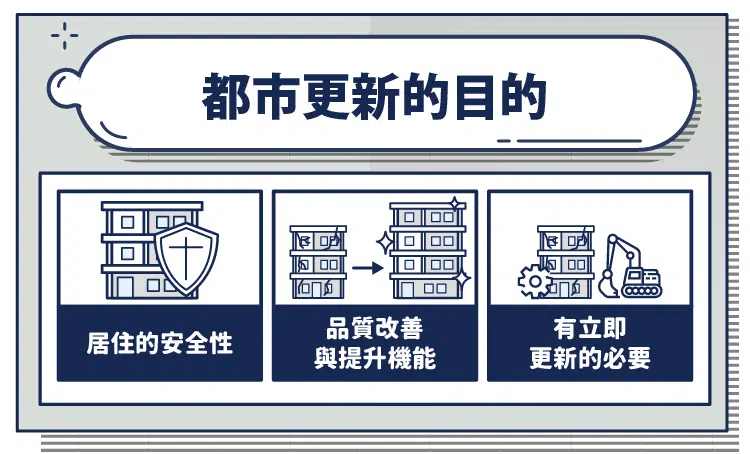 都市更新的目的
居住的安全性
品質改善
與提升機能
有立即
更新的必要